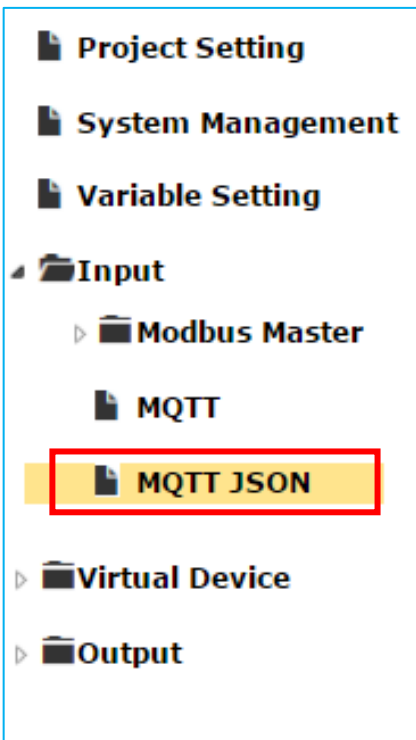 Project Setting
System Management
Variable Setting
Input
Modbus Master
MQTT
MQTT JSON
Virtual Device
Output